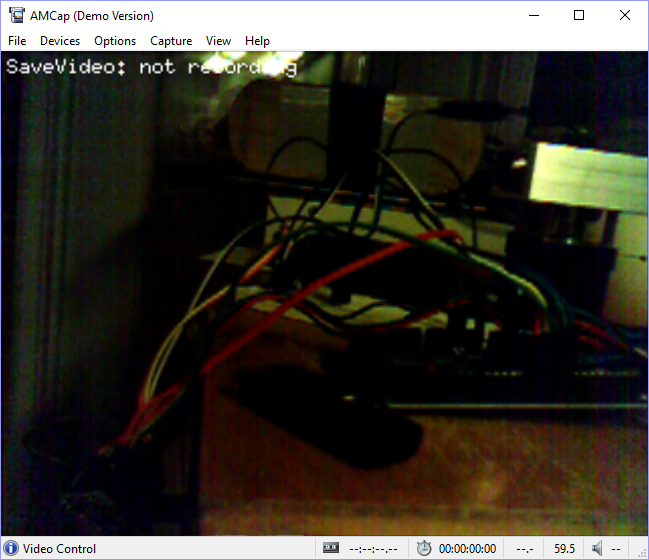 AMCap (Demo Version)
File Devices Options Capture View Help
SaveVideo: not recording
Video Control --:--:--.-- 00:00:00:00 --.- 59.5 --